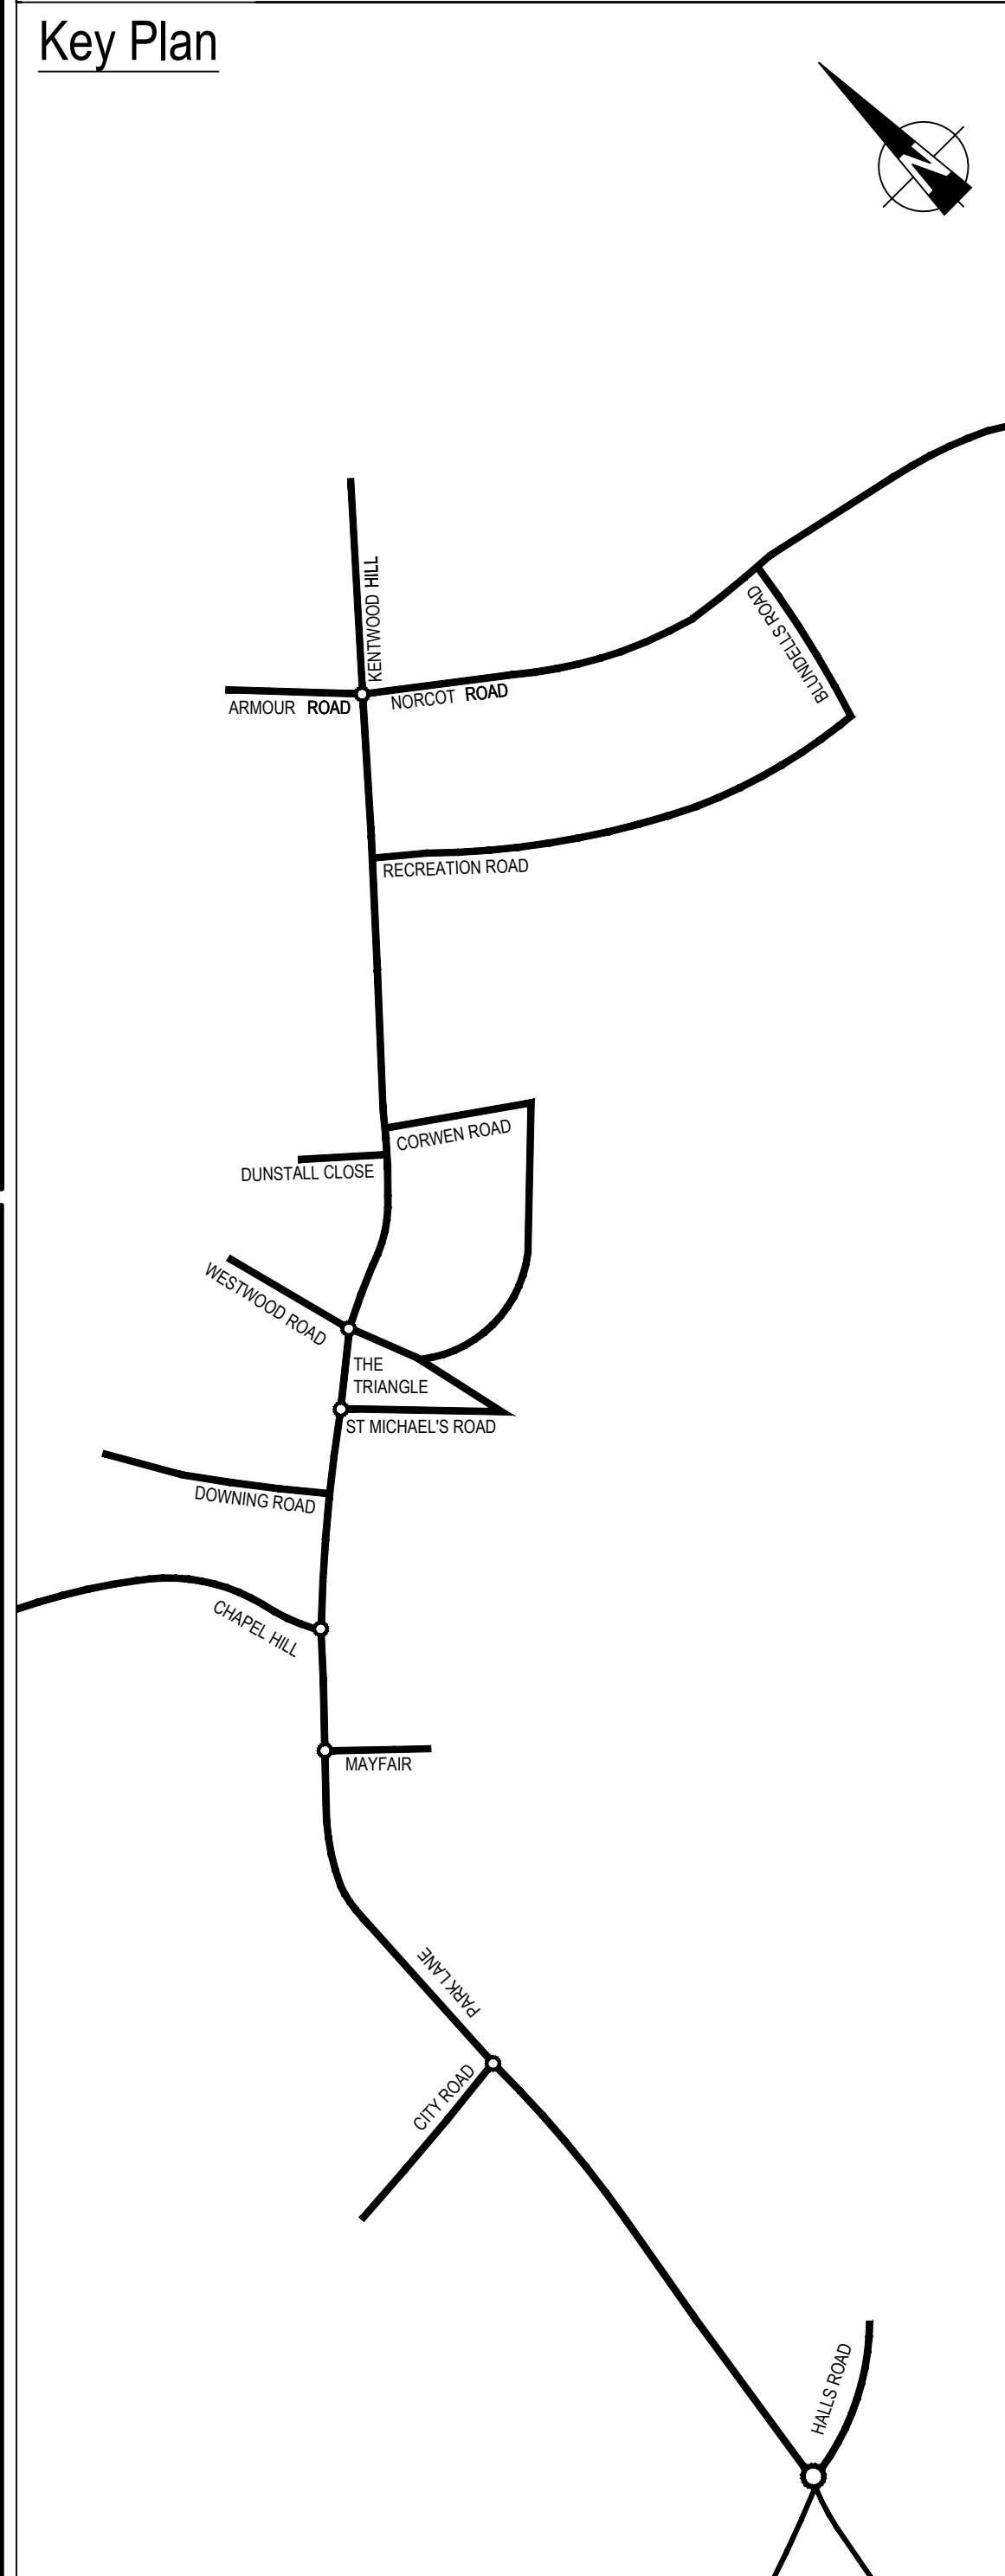 Key Plan
KENTWOOD HILL
ARMOUR ROAD
NORCOT ROAD
BLUNDELLS ROAD
RECREATION ROAD
CORWEN ROAD
DUNSTALL CLOSE
WESTWOOD ROAD
THE
TRIANGLE
ST MICHAEL'S ROAD
DOWNING ROAD
CHAPEL HILL
MAYFAIR
PARK LANE
CITY ROAD
HALLS ROAD